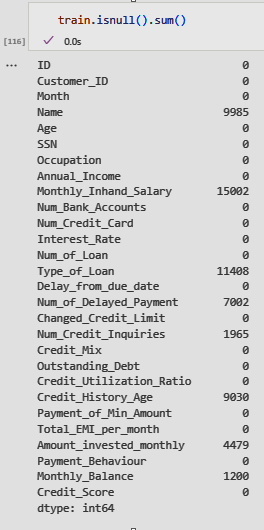 train.isnull().sum()
[116] 0.0s
... ID 0
Customer_ID 0
Month 0
Name 9985
Age 0
SSN 0
Occupation 0
Annual_Income 0
Monthly_Inhand_Salary 15002
Num_Bank_Accounts 0
Num_Credit_Card 0
Interest_Rate 0
Num_of_Loan 0
Type_of_Loan 11408
Delay_from_due_date 0
Num_of_Delayed_Payment 7002
Changed_Credit_Limit 0
Num_Credit_Inquiries 1965
Credit_Mix 0
Outstanding_Debt 0
Credit_Utilization_Ratio 0
Credit_History_Age 9030
Payment_of_Min_Amount 0
Total_EMI_per_month 0
Amount_invested_monthly 4479
Payment_Behaviour 0
Monthly_Balance 1200
Credit_Score 0
dtype: int64